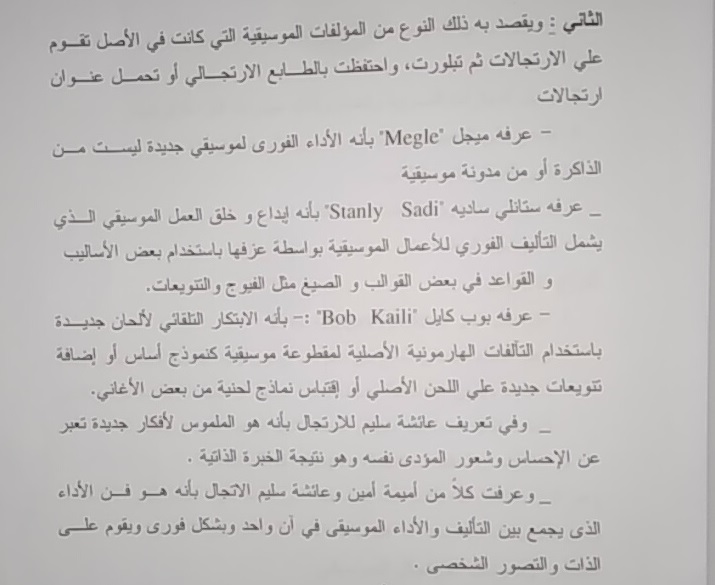 الثاني : ويقصد به ذلك النوع من المؤلفات الموسيقية التي كانت في الأصل تقوم
علي الارتجالات ثم تبلورت، واحتفظت بالطابع الارتجالي أو تحمل عنوان
ارتجالات
– عرفه ميجل "Megle" بأنه الأداء الفورى لموسيقي جديدة ليست من
الذاكرة أو من مدونة موسيقية
_ عرفه ستانلي ساديه "Stanly Sadi" بأنه إبداع و خلق العمل الموسيقي الذي
يشمل التأليف الفوري للأعمال الموسيقية بواسطة عزفها باستخدام بعض الأساليب
و القواعد في بعض القوالب و الصيغ مثل الفيوج والتنويعات.
– عرفه بوب كايل "Bob Kaili" :– بأنه الابتكار التلقائي لألحان جديدة
باستخدام التآلفات الهارمونية الأصلية لمقطوعة موسيقية كنموذج أساس أو إضافة
تنويعات جديدة علي اللحن الأصلي أو إقتباس نماذج لحنية من بعض الأغاني.
_ وفي تعريف عائشة سليم للارتجال بأنه هو الملموس لأفكار جديدة تعبر
عن الإحساس وشعور المؤدى نفسه وهو نتيجة الخبرة الذاتية .
_ وعرفت كلاً من أميمة أمين وعائشة سليم الاتجال بأنه هو فن الأداء
الذى يجمع بين التأليف والأداء الموسيقى في آن واحد وبشكل فورى ويقوم على
الذات والتصور الشخصى .